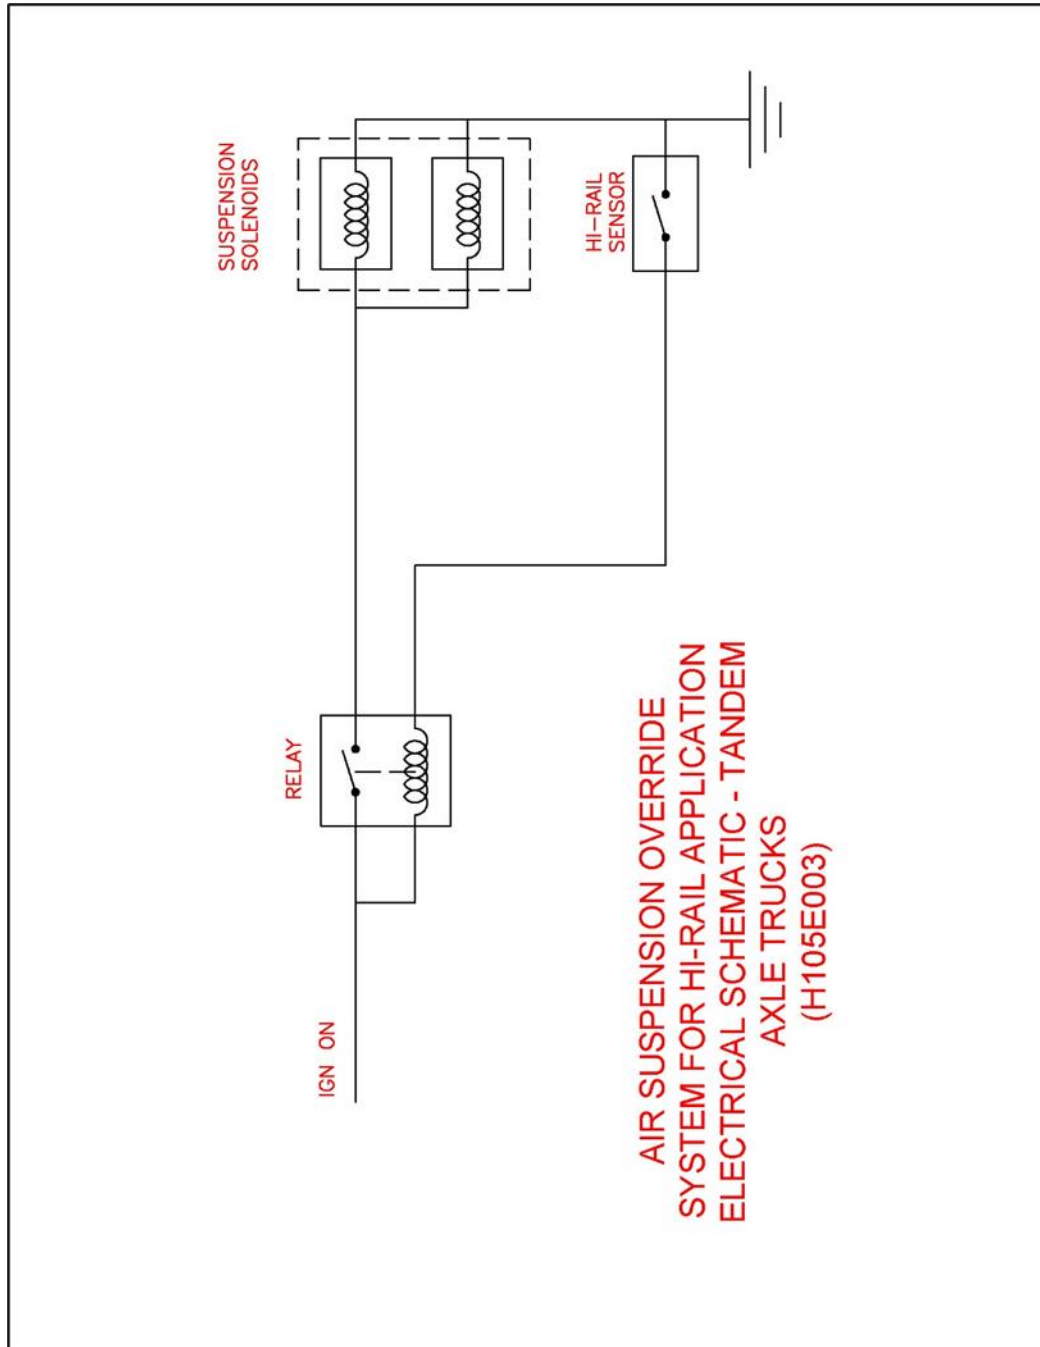 SUSPENSION
SOLENOIDS
HI-RAIL
SENSOR
RELAY
IGN ON
AIR SUSPENSION OVERRIDE
SYSTEM FOR HI-RAIL APPLICATION
ELECTRICAL SCHEMATIC - TANDEM
AXLE TRUCKS
(H105E003)